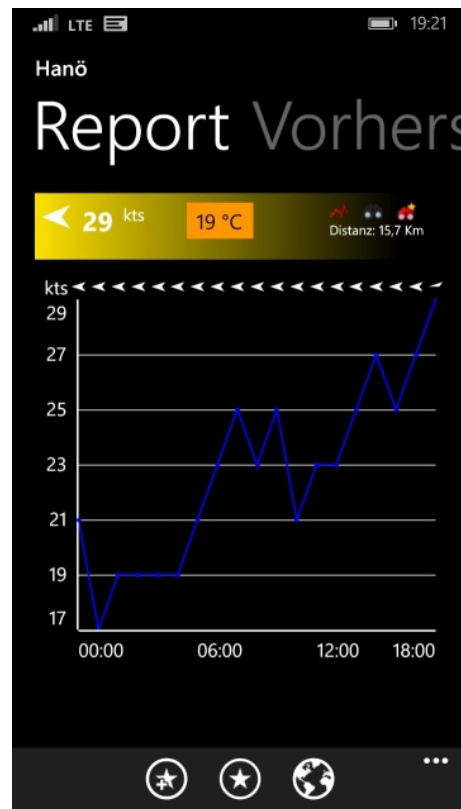 LTE 19:21
Hanö
Report Vorhers
29 kts 19 °C
Distanz: 15,7 Km
kts
29
27
25
23
21
19
17
00:00 06:00 12:00 18:00